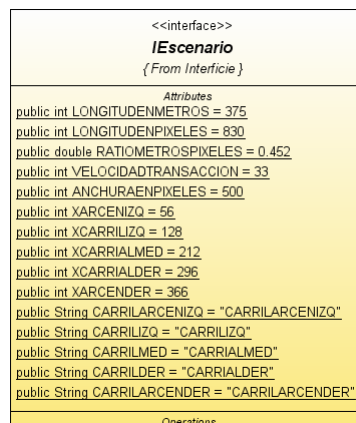 <<interface>>
IEscenario
{ From Interficie }
Attributes
public int LONGITUDENMETROS = 375
public int LONGITUDENPIXELES = 830
public double RATIOMETROSPIXELES = 0.452
public int VELOCIDADTRANSACCION = 33
public int ANCHURAENPIXELES = 500
public int XARCENIZQ = 56
public int XCARRILIZQ = 128
public int XCARRIALMED = 212
public int XCARRIALDER = 296
public int XARCENDER = 366
public String CARRILARCENIZQ = "CARRILARCENIZQ"
public String CARRILIZQ = "CARRILIZQ"
public String CARRILMED = "CARRIALMED"
public String CARRILDER = "CARRIALDER"
public String CARRILARCENDER = "CARRILARCENDER"
Operations